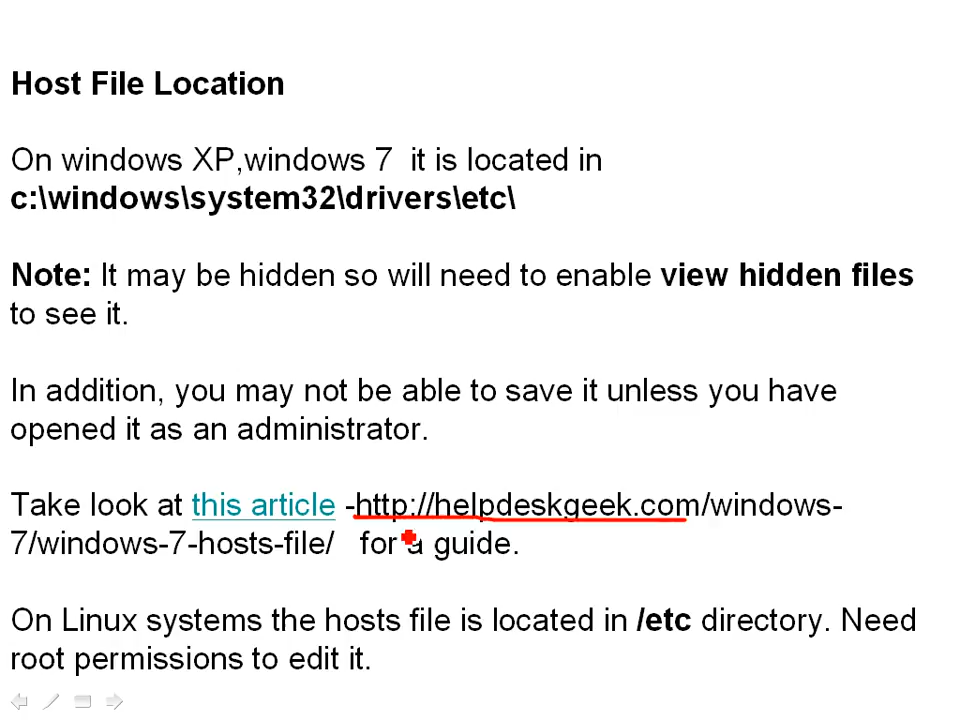 Host File Location
On windows XP,windows 7 it is located in
c:\windows\system32\drivers\etc\
Note: It may be hidden so will need to enable view hidden files
to see it.
In addition, you may not be able to save it unless you have
opened it as an administrator.
Take look at this article -http://helpdeskgeek.com/windows-
7/windows-7-hosts-file/ for a guide.
On Linux systems the hosts file is located in /etc directory. Need
root permissions to edit it.